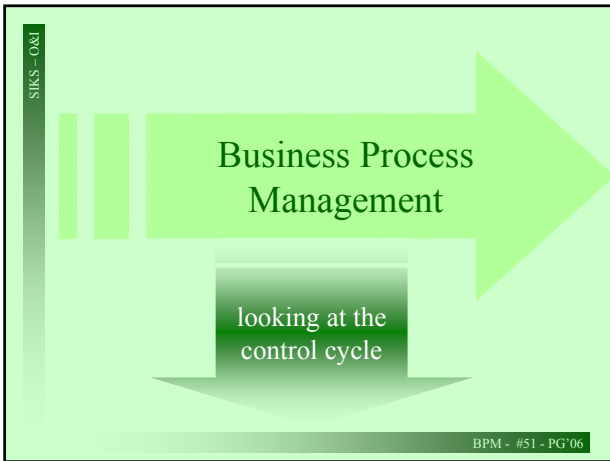 SIKS – O&I
Business Process
Management
looking at the
control cycle
BPM - #51 - PG'06